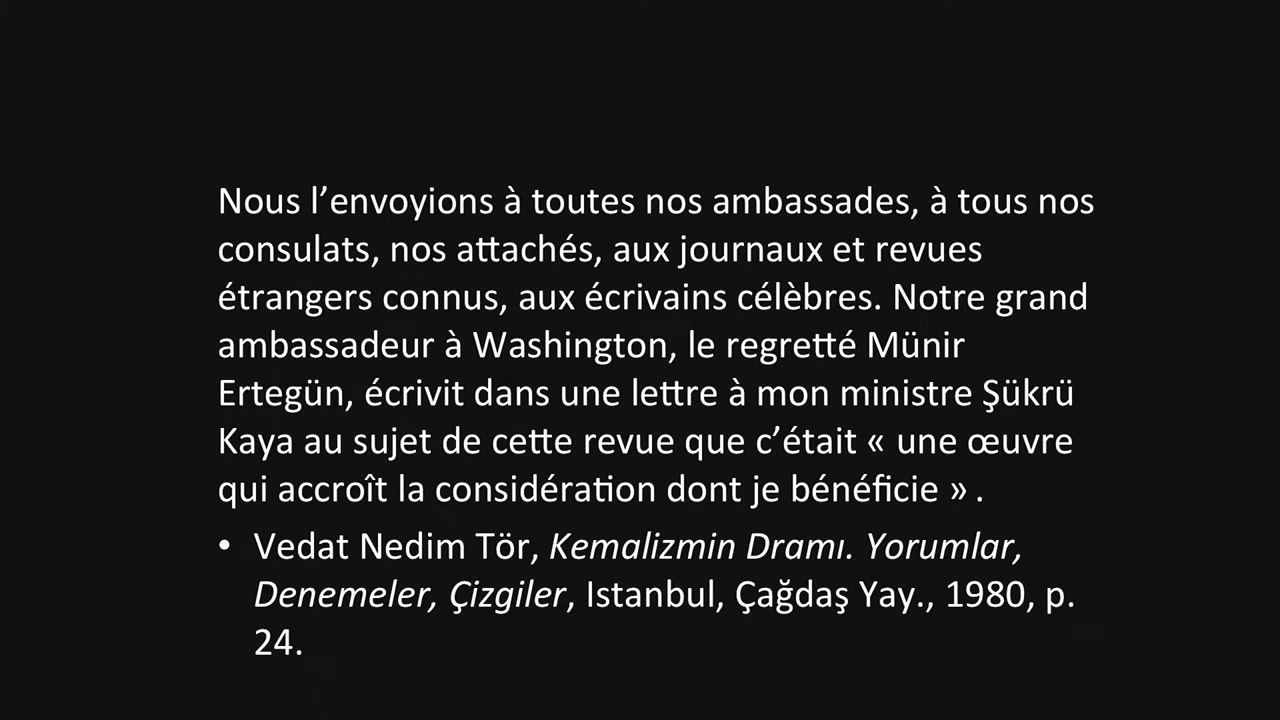 Nous l’envoyions à toutes nos ambassades, à tous nos
consulats, nos attachés, aux journaux et revues
étrangers connus, aux écrivains célèbres. Notre grand
ambassadeur à Washington, le regretté Münir
Ertegün, écrivit dans une lettre à mon ministre Şükrü
Kaya au sujet de cette revue que c’était « une œuvre
qui accroît la considération dont je bénéficie » .
• Vedat Nedim Tör, Kemalizmin Dramı. Yorumlar,
Denemeler, Çizgiler, Istanbul, Çağdaş Yay., 1980, p.
24.